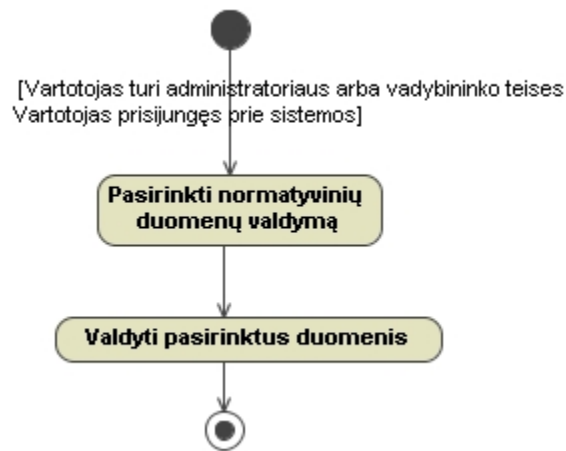 [Vartotojas turi administratoriaus arba vadybininko teises
Vartotojas prisijungęs prie sistemos]
Pasirinkti normatyvinių
duomenų valdymą
Valdyti pasirinktus duomenis